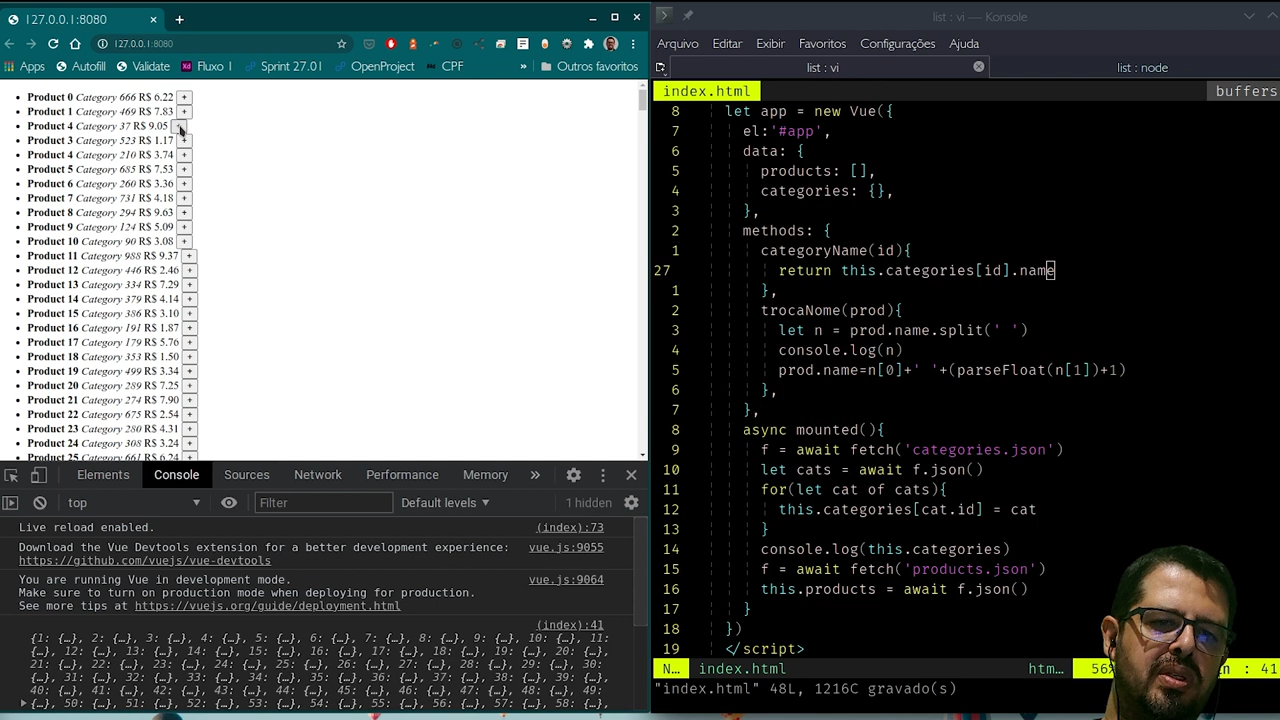 127.0.0.1:8080
127.0.0.1:8080
Apps Autofill Validate Xd Fluxo I Sprint 27.01 OpenProject CPF » Outros favoritos
Product 0 Category 666 R$ 6.22 +
Product 1 Category 469 R$ 7.83 +
Product 4 Category 37 R$ 9.05
Product 3 Category 523 R$ 1.17 +
Product 4 Category 210 R$ 3.74 +
Product 5 Category 685 R$ 7.53 +
Product 6 Category 260 R$ 3.36 +
Product 7 Category 731 R$ 4.18 +
Product 8 Category 294 R$ 9.63 +
Product 9 Category 124 R$ 5.09 +
Product 10 Category 90 R$ 3.08 +
Product 11 Category 988 R$ 9.37 +
Product 12 Category 446 R$ 2.46 +
Product 13 Category 334 R$ 7.29 +
Product 14 Category 379 R$ 4.14 +
Product 15 Category 386 R$ 3.10 +
Product 16 Category 191 R$ 1.87 +
Product 17 Category 179 R$ 5.76 +
Product 18 Category 353 R$ 1.50 +
Product 19 Category 499 R$ 3.34 +
Product 20 Category 289 R$ 7.25 +
Product 21 Category 274 R$ 7.90 +
Product 22 Category 675 R$ 2.54 +
Product 23 Category 280 R$ 4.31 +
Product 24 Category 308 R$ 3.24 +
Product 25 Category 661 R$ 6.24
Elements Console Sources Network Performance Memory »
top Filter Default levels 1 hidden
Live reload enabled. (index):73
Download the Vue Devtools extension for a better development experience: vue.js:9055
https://github.com/vuejs/vue-devtools
You are running Vue in development mode. vue.js:9064
Make sure to turn on production mode when deploying for production.
See more tips at https://vuejs.org/guide/deployment.html
(index):41
{1: {…}, 2: {…}, 3: {…}, 4: {…}, 5: {…}, 6: {…}, 7: {…}, 8: {…}, 9: {…}, 10: {…}, 11:
{…}, 12: {…}, 13: {…}, 14: {…}, 15: {…}, 16: {…}, 17: {…}, 18: {…}, 19: {…}, 20: {…},
21: {…}, 22: {…}, 23: {…}, 24: {…}, 25: {…}, 26: {…}, 27: {…}, 28: {…}, 29: {…}, 30:
{…}, 31: {…}, 32: {…}, 33: {…}, 34: {…}, 35: {…}, 36: {…}, 37: {…}, 38: {…}, 39: {…},
40: {…}, 41: {…}, 42: {…}, 43: {…}, 44: {…}, 45: {…}, 46: {…}, 47: {…}, 48: {…}, 49:
{…}, 50: {…}, 51: {…}, 52: {…}, 53: {…}, 54: {…}, 55: {…}, 56: {…}, 57: {…}, 58: {…},
list : vi — Konsole
Arquivo Editar Exibir Favoritos Configurações Ajuda
list : vi list : node
index.html buffers
8 let app = new Vue({
7 el:'#app',
6 data: {
5 products: [],
4 categories: {},
3 },
2 methods: {
1 categoryName(id){
27 return this.categories[id].name
1 },
2 trocaNome(prod){
3 let n = prod.name.split(' ')
4 console.log(n)
5 prod.name=n[0]+' '+(parseFloat(n[1])+1)
6 },
7 },
8 async mounted(){
9 f = await fetch('categories.json')
10 let cats = await f.json()
11 for(let cat of cats){
12 this.categories[cat.id] = cat
13 }
14 console.log(this.categories)
15 f = await fetch('products.json')
16 this.products = await f.json()
17 }
18 })
19 </script>
N… index.html htm… 56% : 41
"index.html" 48L, 1216C gravado(s)